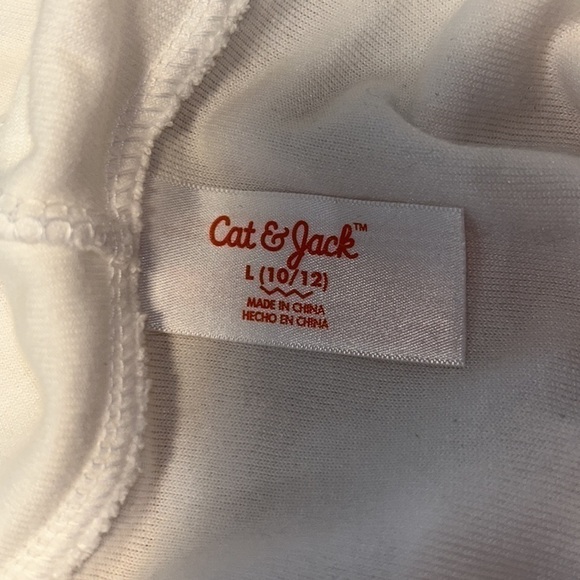 Cat & Jack™
L (10/12)
MADE IN CHINA
HECHO EN CHINA